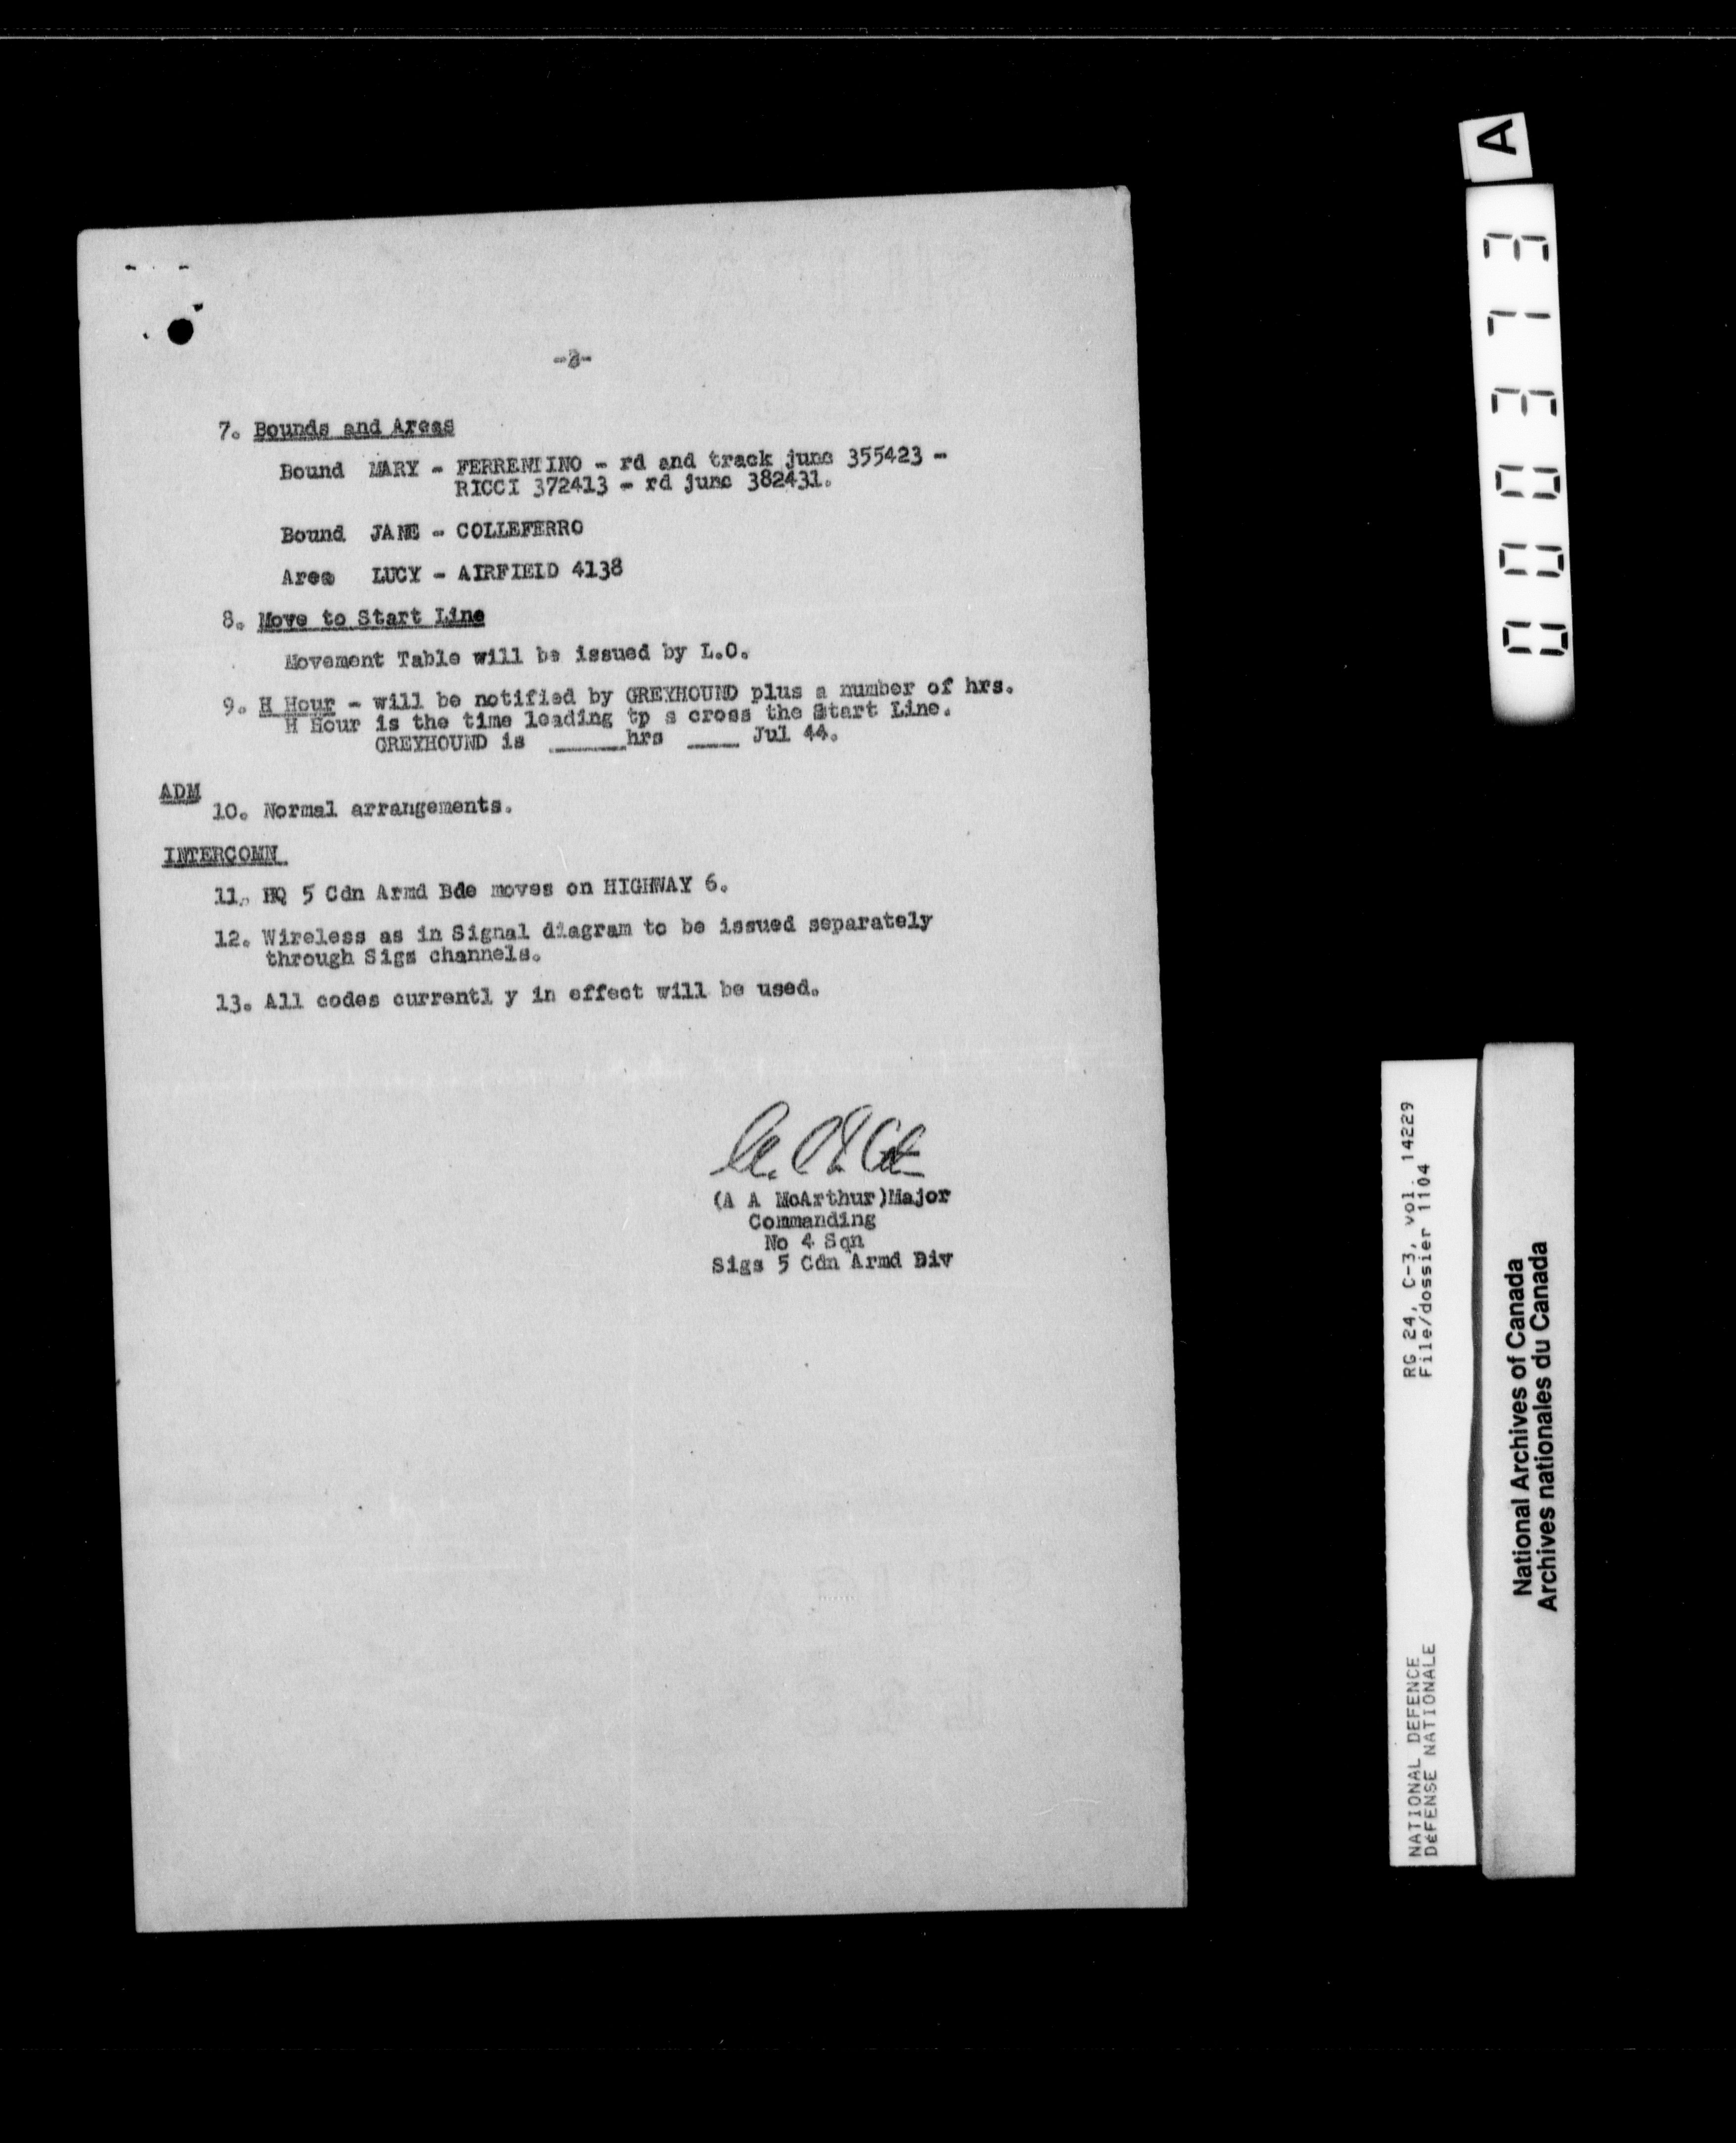 -2-
7. Bounds and Areas
Bound MARY - FERRENTINO - rd and track junc 355423 -
RICCI 372413 - rd junc 382431.
Bound JANE - COLLEFERRO
Area LUCY - AIRFIELD 4138
8. Move to Start Line
Movement Table will be issued by L.O.
9. H Hour - will be notified by GREYHOUND plus a number of hrs.
H Hour is the time leading tp s cross the Start Line.
GREYHOUND is ______hrs ____ Jul 44.
ADM
10. Normal arrangements.
INTERCOMN
11. HQ 5 Cdn Armd Bde moves on HIGHWAY 6.
12. Wireless as in Signal diagram to be issued separately
through Sigs channels.
13. All codes currentl y in effect will be used.
(A A McArthur)Major
Commanding
No 4 Sqn
Sigs 5 Cdn Armd Div
A
000373
RG 24, C-3, vol. 14229
File/dossier 1104
NATIONAL DEFENCE
DéFENSE NATIONALE
National Archives of Canada
Archives nationales du Canada